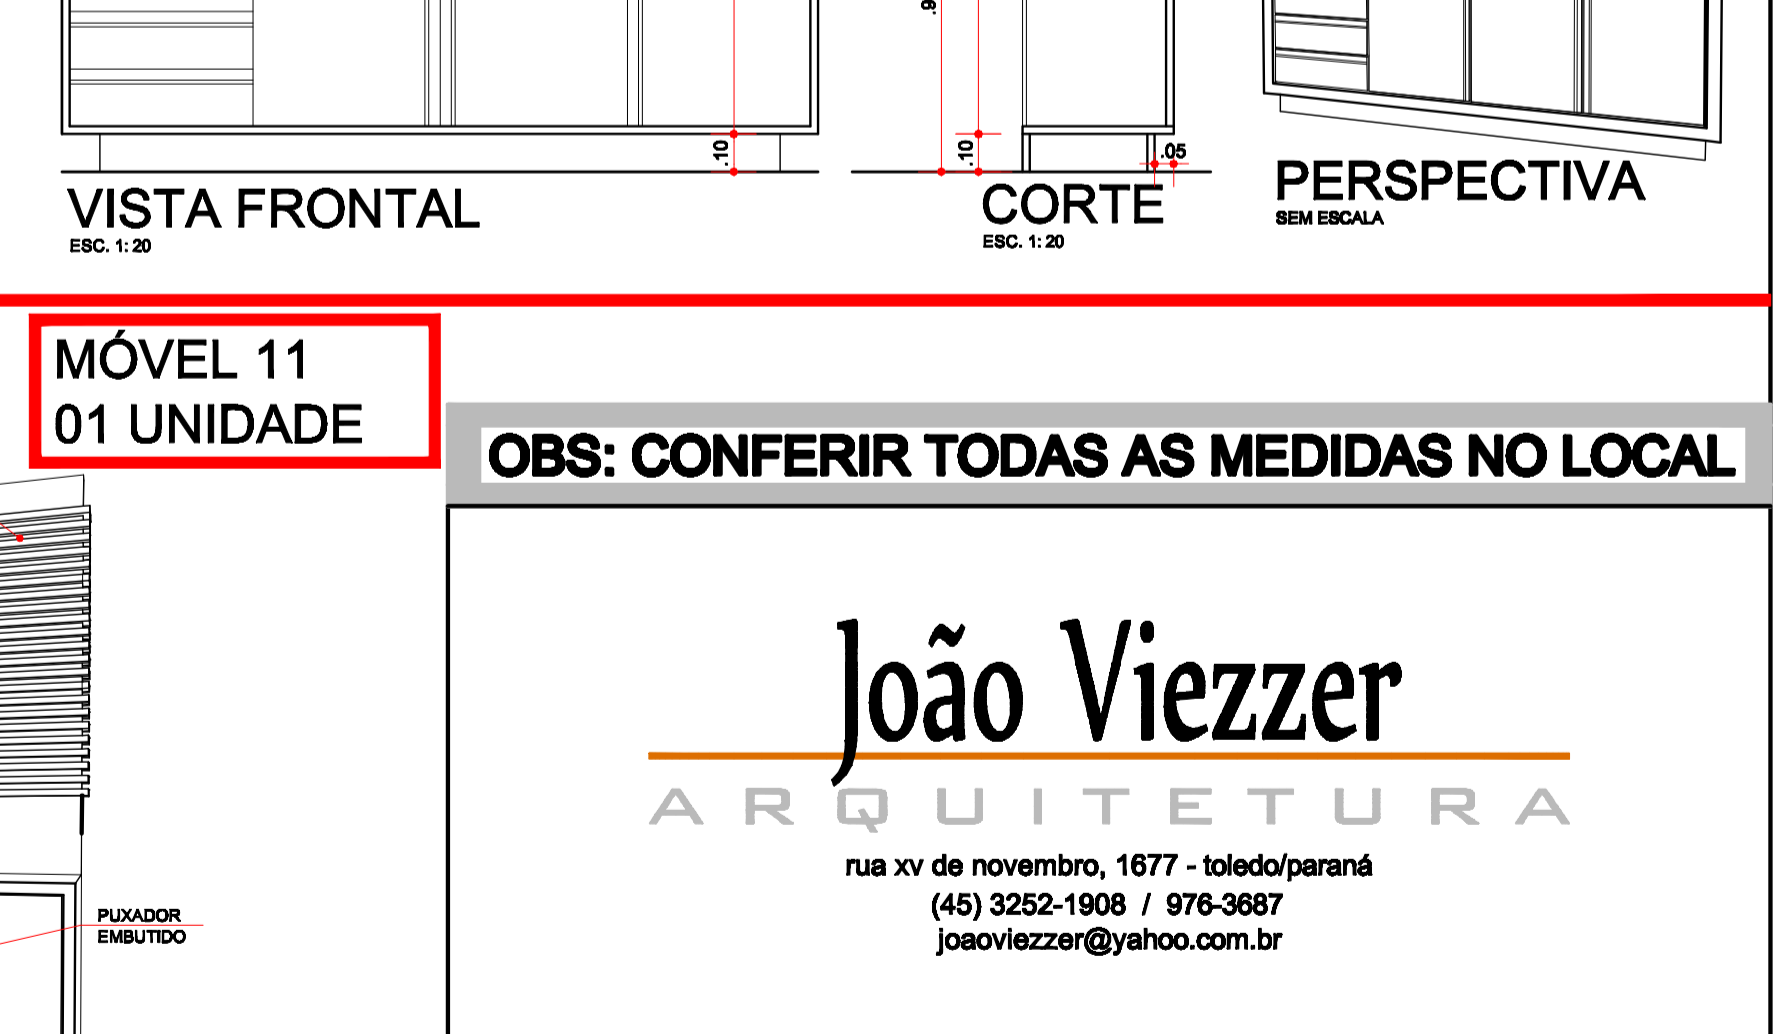 .10
.10
.05
VISTA FRONTAL
ESC. 1: 20
CORTE
ESC. 1: 20
PERSPECTIVA
SEM ESCALA
MÓVEL 11
01 UNIDADE
OBS: CONFERIR TODAS AS MEDIDAS NO LOCAL
João Viezzer
ARQUITETURA
rua xv de novembro, 1677 - toledo/paraná
(45) 3252-1908 / 976-3687
joaoviezzer@yahoo.com.br
PUXADOR
EMBUTIDO